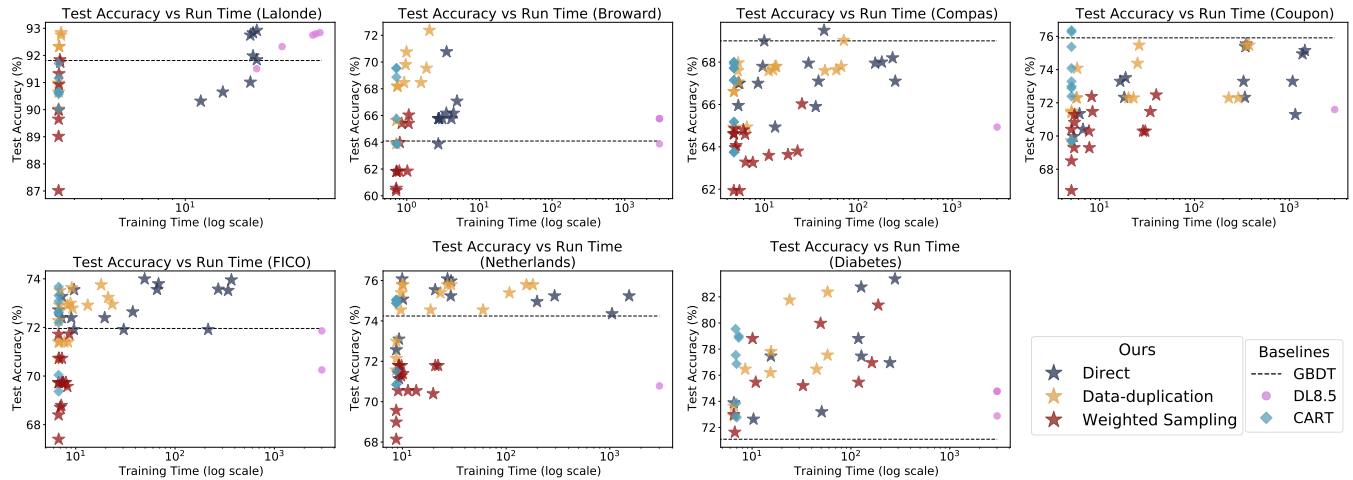 Test Accuracy vs Run Time (Lalonde)
Test Accuracy (%)
93
92
91
90
89
88
87
10¹
Training Time (log scale)
Test Accuracy vs Run Time (Broward)
Test Accuracy (%)
72
70
68
66
64
62
60
10⁰ 10¹ 10² 10³
Training Time (log scale)
Test Accuracy vs Run Time (Compas)
Test Accuracy (%)
68
66
64
62
10¹ 10² 10³
Training Time (log scale)
Test Accuracy vs Run Time (Coupon)
Test Accuracy (%)
76
74
72
70
68
10¹ 10² 10³
Training Time (log scale)
Test Accuracy vs Run Time (FICO)
Test Accuracy (%)
74
72
70
68
10¹ 10² 10³
Training Time (log scale)
Test Accuracy vs Run Time
(Netherlands)
Test Accuracy (%)
76
74
72
70
68
10¹ 10² 10³
Training Time (log scale)
Test Accuracy vs Run Time
(Diabetes)
Test Accuracy (%)
82
80
78
76
74
72
10¹ 10² 10³
Training Time (log scale)
Ours
Direct
Data-duplication
Weighted Sampling
Baselines
GBDT
DL8.5
CART